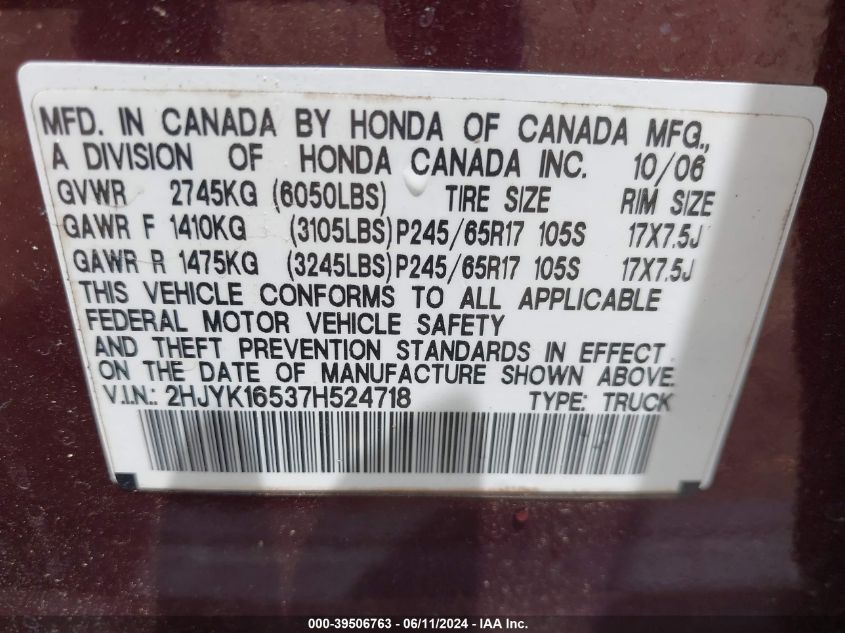 MFD. IN CANADA BY HONDA OF CANADA MFG.,
A DIVISION OF HONDA CANADA INC. 10/06
GVWR 2745KG (6050LBS) TIRE SIZE RIM SIZE
GAWR F 1410KG (3105LBS) P245/65R17 105S 17X7.5J
GAWR R 1475KG (3245LBS) P245/65R17 105S 17X7.5J
THIS VEHICLE CONFORMS TO ALL APPLICABLE
FEDERAL MOTOR VEHICLE SAFETY
AND THEFT PREVENTION STANDARDS IN EFFECT
ON THE DATE OF MANUFACTURE SHOWN ABOVE.
V.I.N.: 2HJYK16537H524718 TYPE: TRUCK
000-39506763 - 06/11/2024 - IAA Inc.